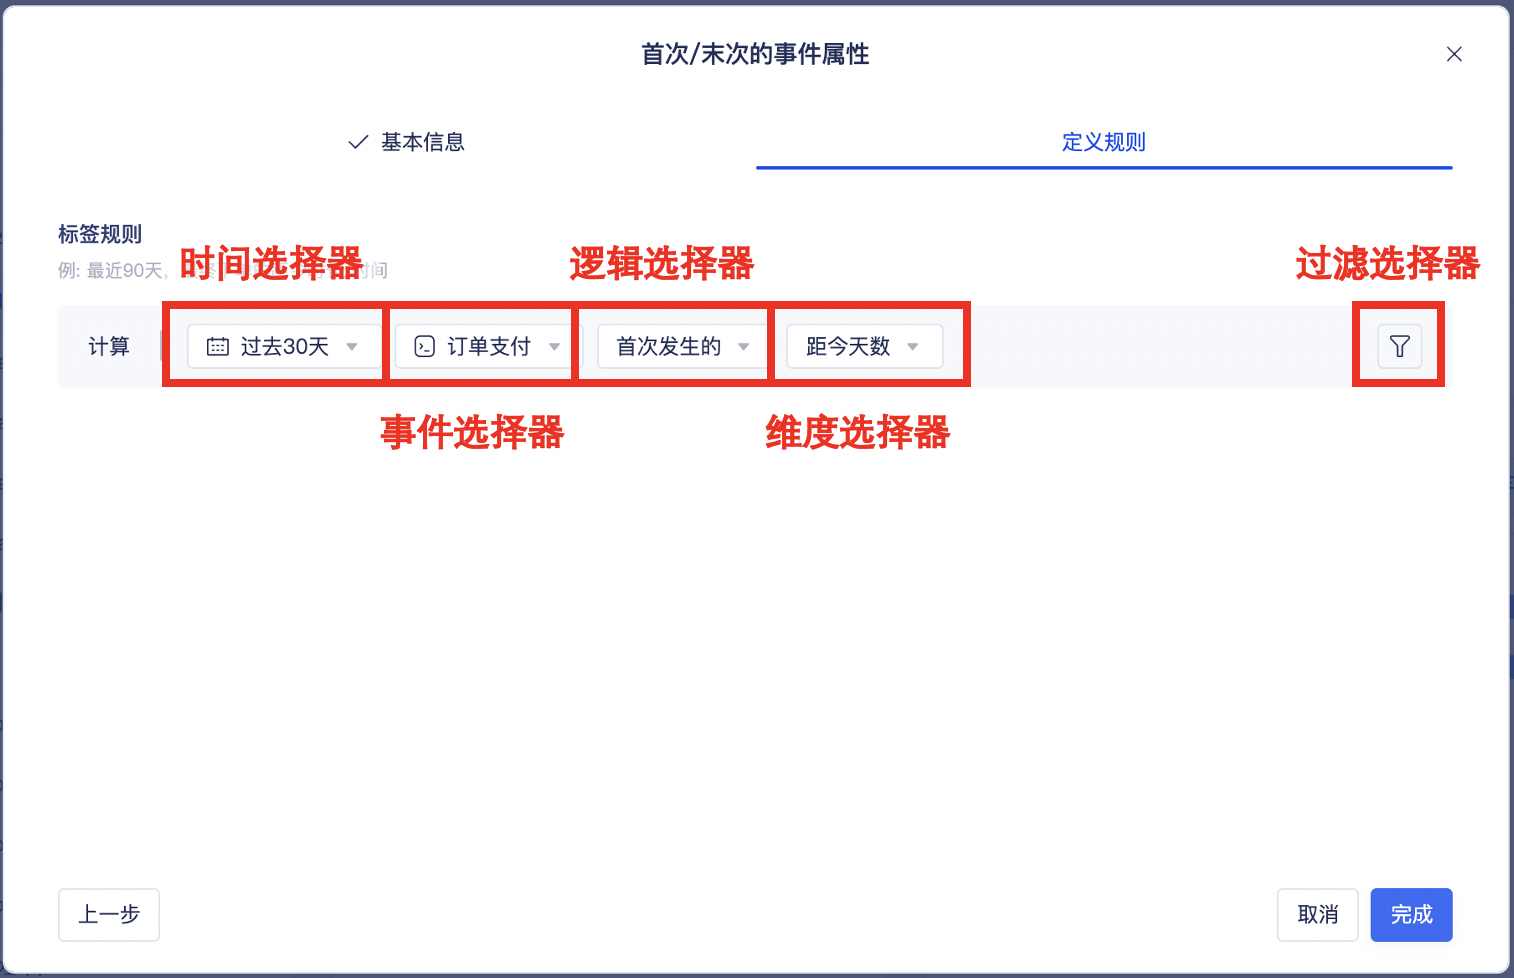 首次/末次的事件属性
基本信息
定义规则
标签规则
例: 最近90天,
时间选择器
间
逻辑选择器
过滤选择器
计算
过去30天
订单支付
首次发生的
距今天数
事件选择器
维度选择器
上一步
取消
完成